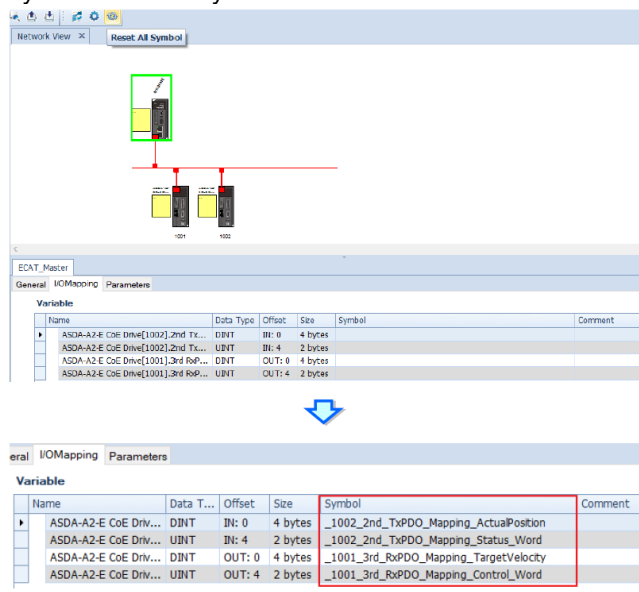 Network View ×
Reset All Symbol
1001 1002
ECAT_Master
General I/OMapping Parameters
Variable
Name Data Type Offset Size Symbol Comment
ASDA-A2-E CoE Drive[1002].2nd Tx... DINT IN: 0 4 bytes
ASDA-A2-E CoE Drive[1002].2nd Tx... UINT IN: 4 2 bytes
ASDA-A2-E CoE Drive[1001].3rd RxP... DINT OUT: 0 4 bytes
ASDA-A2-E CoE Drive[1001].3rd RxP... UINT OUT: 4 2 bytes
eral I/OMapping Parameters
Variable
Name Data T... Offset Size Symbol Comment
ASDA-A2-E CoE Driv... DINT IN: 0 4 bytes _1002_2nd_TxPDO_Mapping_ActualPosition
ASDA-A2-E CoE Driv... UINT IN: 4 2 bytes _1002_2nd_TxPDO_Mapping_Status_Word
ASDA-A2-E CoE Driv... DINT OUT: 0 4 bytes _1001_3rd_RxPDO_Mapping_TargetVelocity
ASDA-A2-E CoE Driv... UINT OUT: 4 2 bytes _1001_3rd_RxPDO_Mapping_Control_Word